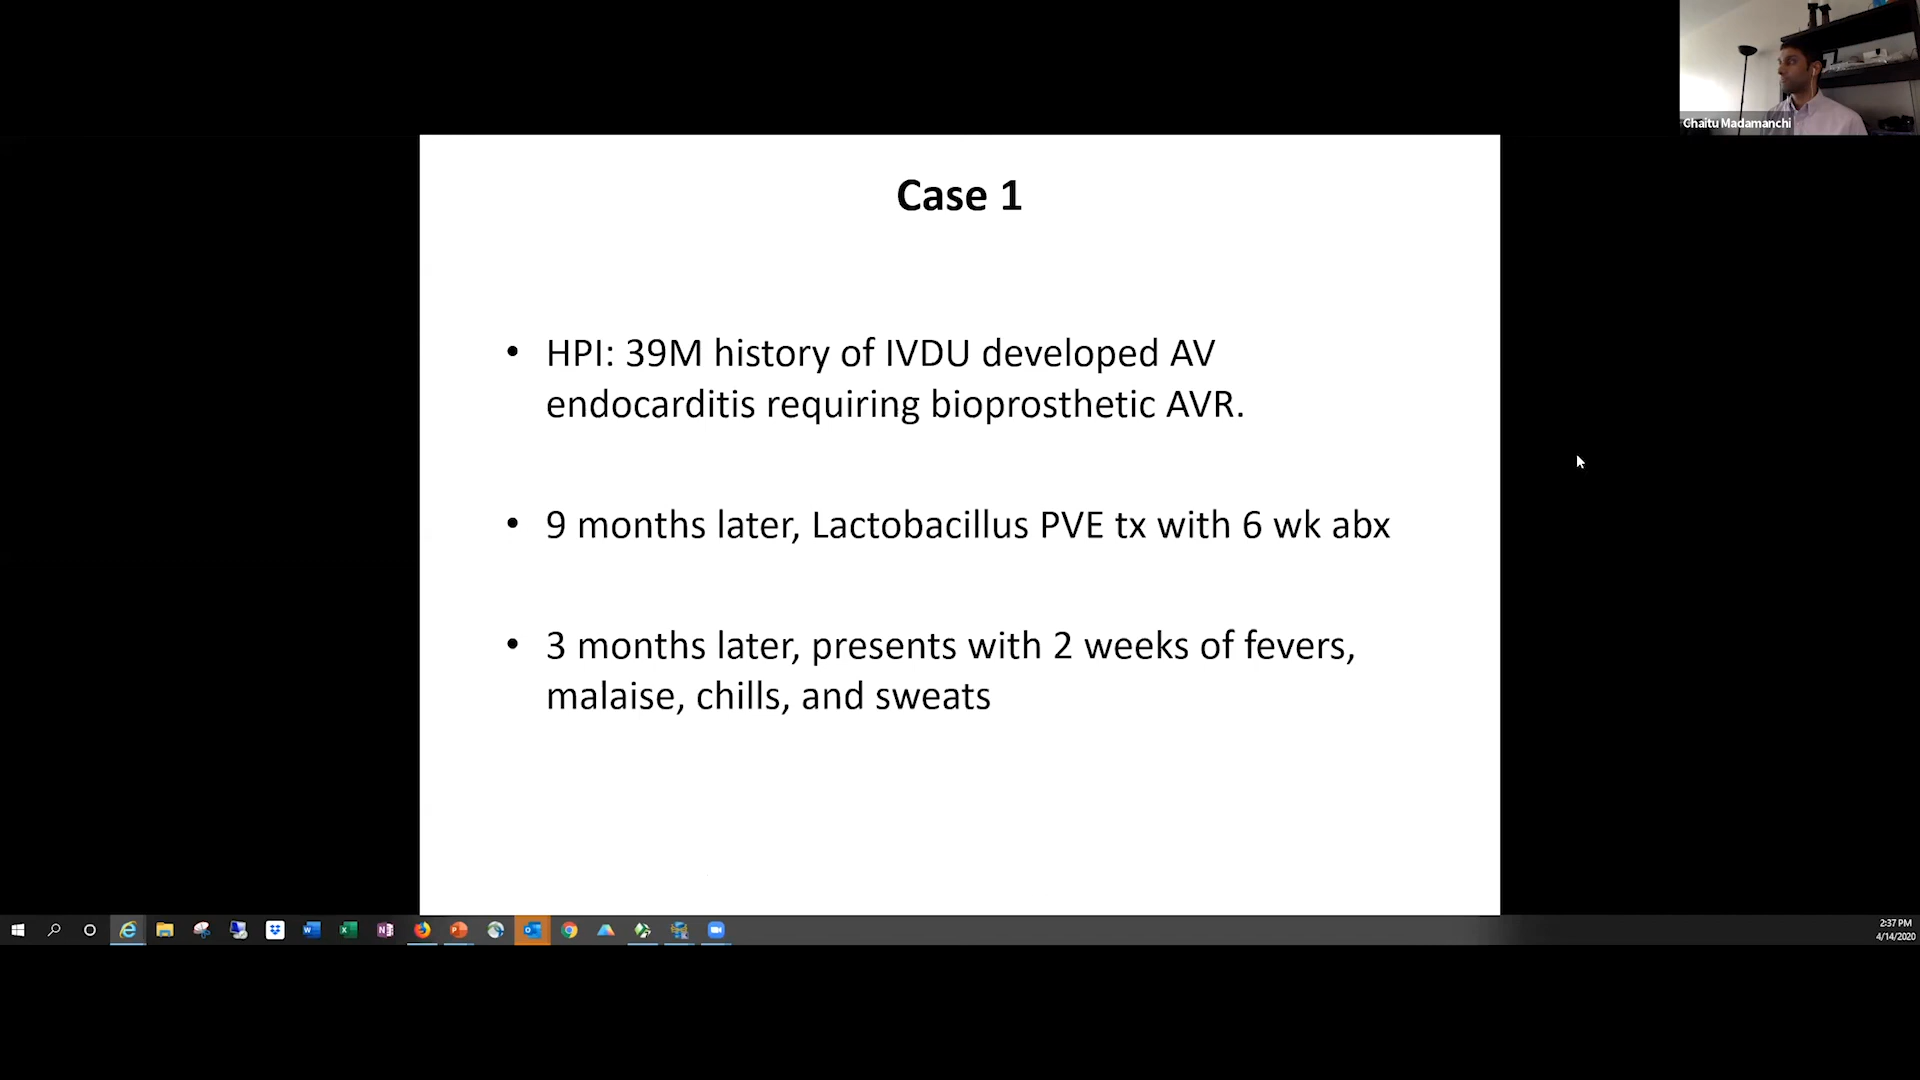 Chaitu Madamanchi
Case 1
• HPI: 39M history of IVDU developed AV
endocarditis requiring bioprosthetic AVR.
• 9 months later, Lactobacillus PVE tx with 6 wk abx
• 3 months later, presents with 2 weeks of fevers,
malaise, chills, and sweats
2:37 PM
4/14/2020